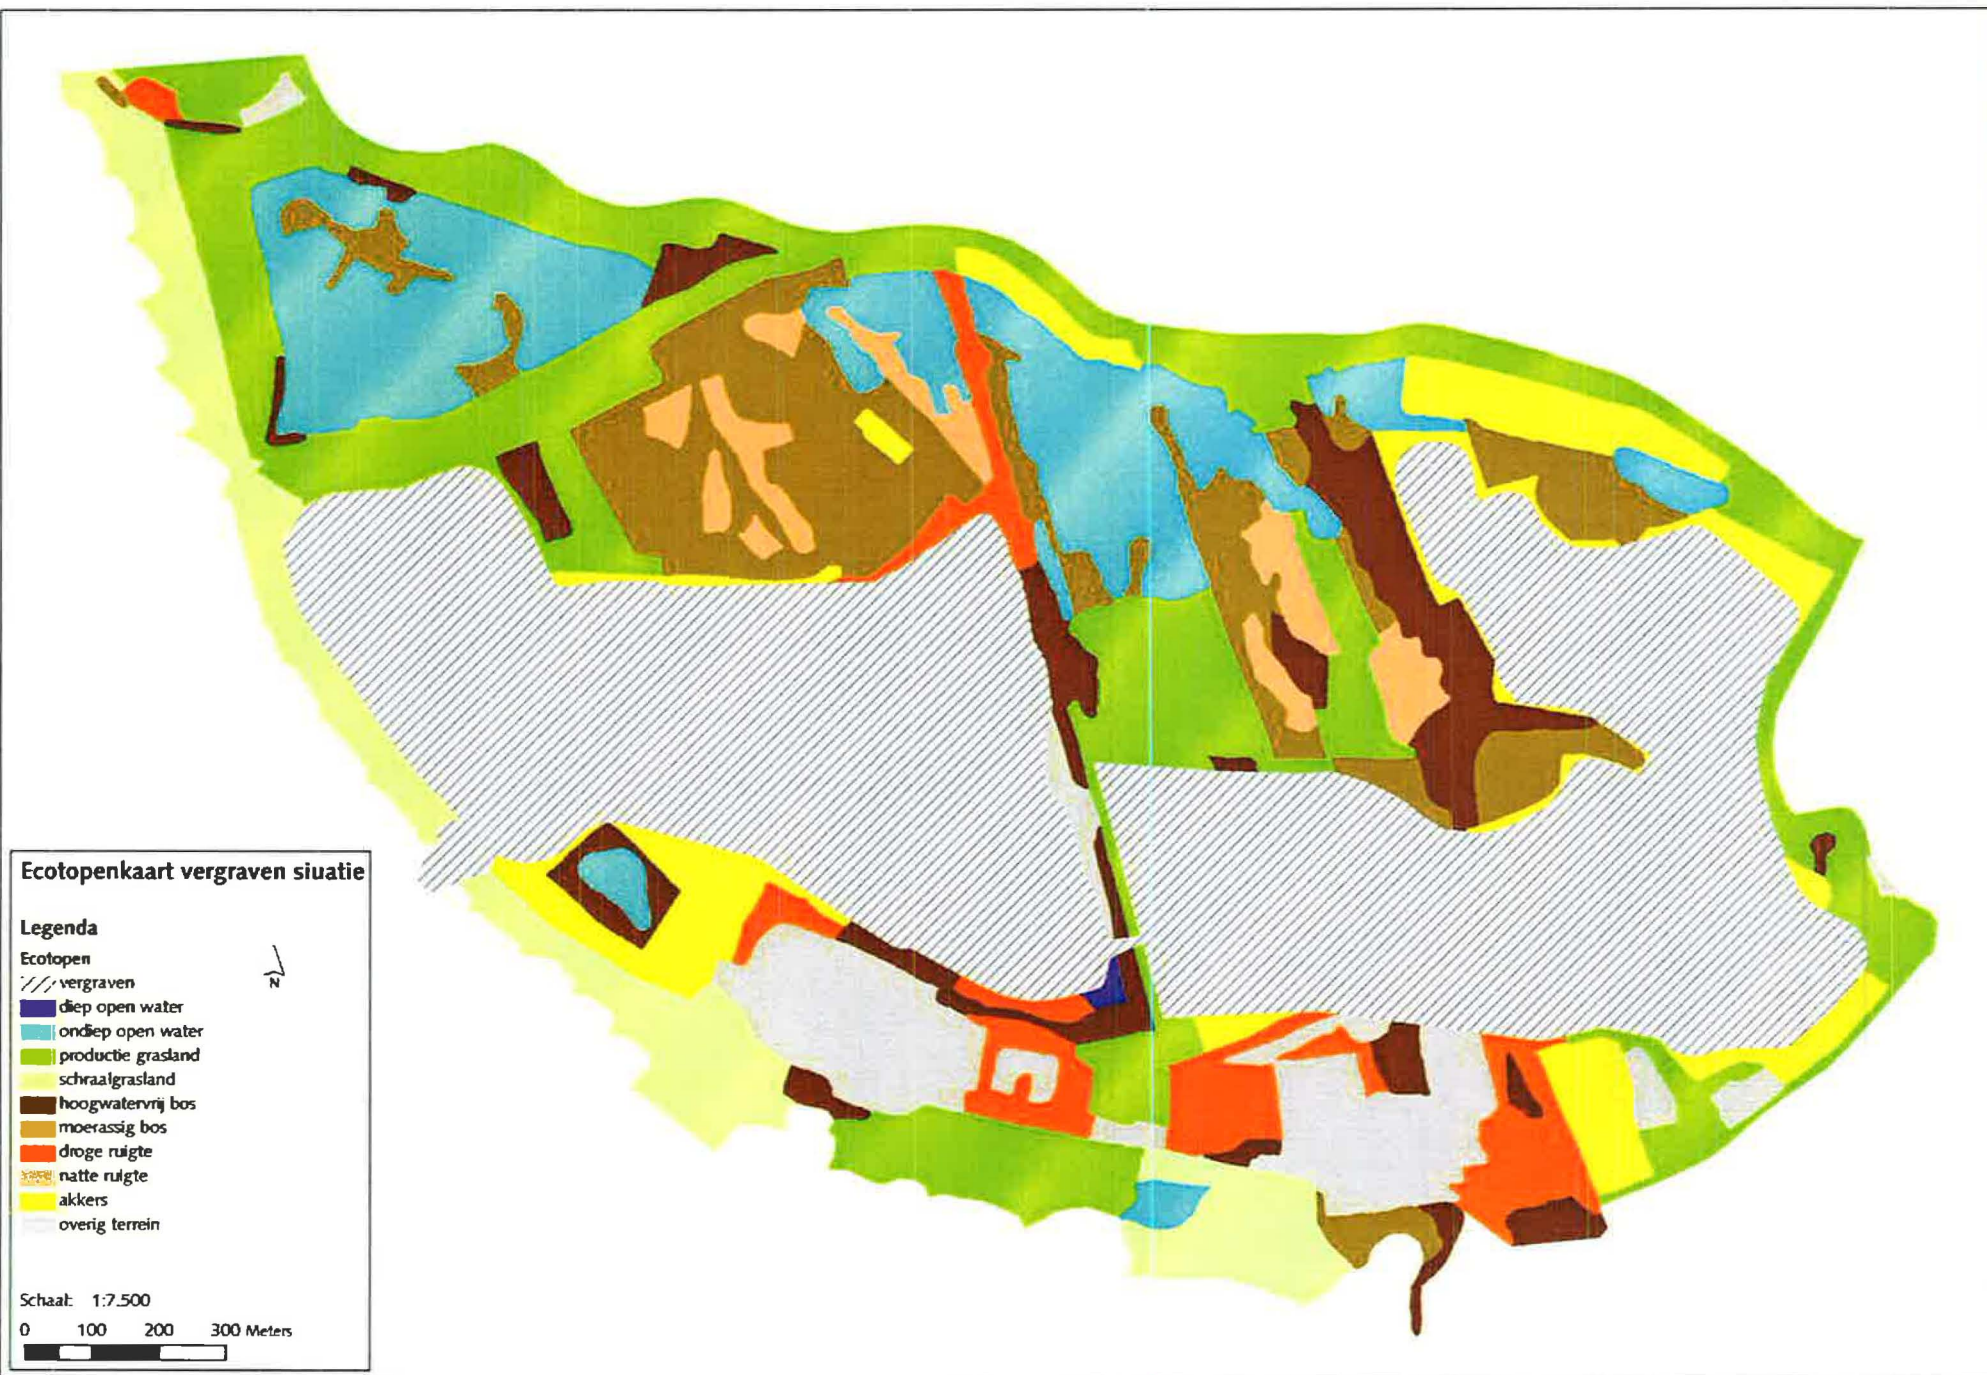 Ecotopenkaart vergraven siuatie
Legenda
Ecotopen
N
vergraven
diep open water
ondiep open water
productie grasland
schraalgrasland
hoogwatervrij bos
moerassig bos
droge ruigte
natte ruigte
akkers
overig terrein
Schaal: 1:7.500
0 100 200 300 Meters